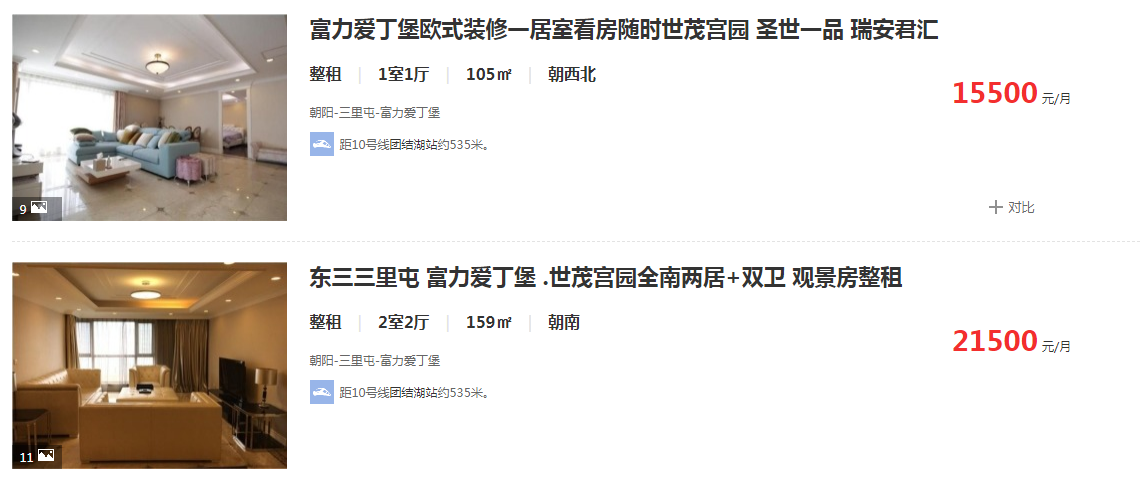 富力爱丁堡欧式装修一居室看房随时世茂宫园 圣世一品 瑞安君汇
整租 | 1室1厅 | 105㎡ | 朝西北
15500 元/月
朝阳-三里屯-富力爱丁堡
距10号线团结湖站约535米。
9
对比
东三三里屯 富力爱丁堡 .世茂宫园全南两居+双卫 观景房整租
整租 | 2室2厅 | 159㎡ | 朝南
21500 元/月
朝阳-三里屯-富力爱丁堡
距10号线团结湖站约535米。
11